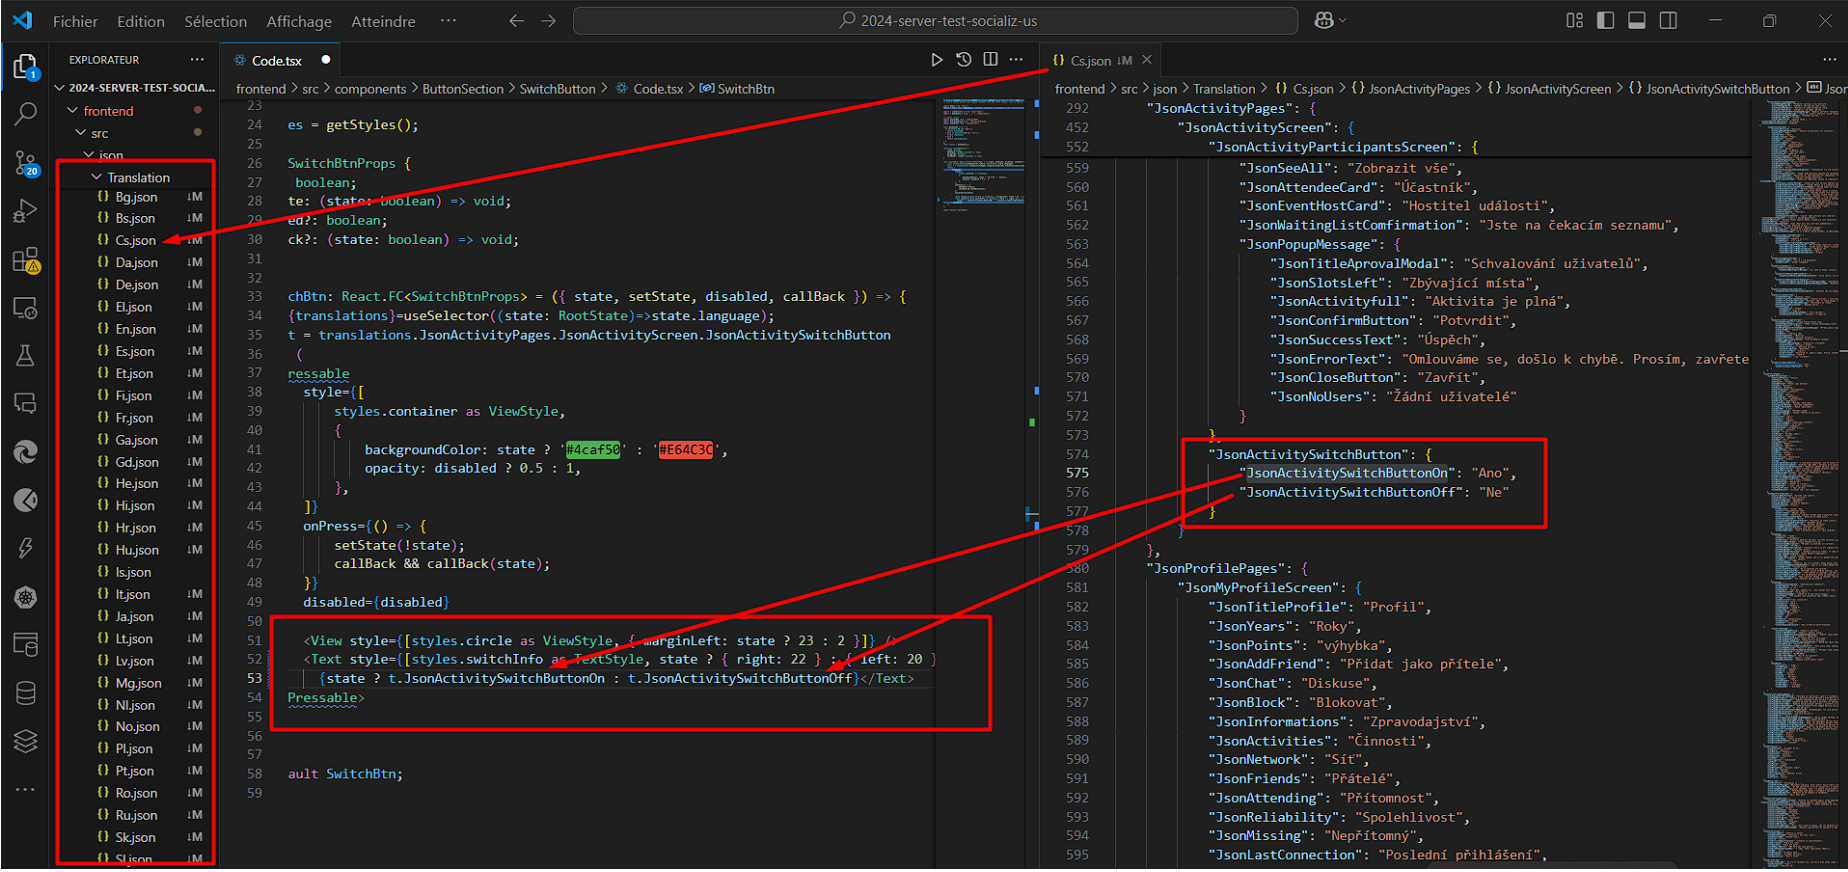 Fichier Edition Sélection Affichage Atteindre ··· 2024-server-test-socializ-us
EXPLORATEUR ···
2024-SERVER-TEST-SOCIA...
frontend
src
json
Translation
Bg.json ↓M
Bs.json ↓M
Cs.json ↓M
Da.json ↓M
De.json ↓M
El.json ↓M
En.json ↓M
Es.json ↓M
Et.json ↓M
Fi.json ↓M
Fr.json ↓M
Ga.json ↓M
Gd.json ↓M
He.json ↓M
Hi.json ↓M
Hr.json ↓M
Hu.json ↓M
Is.json
It.json ↓M
Ja.json ↓M
Lt.json ↓M
Lv.json ↓M
Mg.json ↓M
Nl.json ↓M
No.json ↓M
Pl.json ↓M
Pt.json ↓M
Ro.json ↓M
Ru.json ↓M
Sk.json ↓M
Sl.json ↓M
1
20
Code.tsx
frontend > src > components > ButtonSection > SwitchButton > Code.tsx > SwitchBtn
23
24 es = getStyles();
25
26 SwitchBtnProps {
27 boolean;
28 te: (state: boolean) => void;
29 ed?: boolean;
30 ck?: (state: boolean) => void;
31
32
33 chBtn: React.FC<SwitchBtnProps> = ({ state, setState, disabled, callBack }) => {
34 {translations}=useSelector((state: RootState)=>state.language);
35 t = translations.JsonActivityPages.JsonActivityScreen.JsonActivitySwitchButton
36 (
37 ressable
38 style={[
39 styles.container as ViewStyle,
40 {
41 backgroundColor: state ? '#4caf50' : '#E64C3C',
42 opacity: disabled ? 0.5 : 1,
43 },
44 ]}
45 onPress={() => {
46 setState(!state);
47 callBack && callBack(state);
48 }}
49 disabled={disabled}
50
51 <View style={[styles.circle as ViewStyle, { marginLeft: state ? 23 : 2 }]} />
52 <Text style={[styles.switchInfo as TextStyle, state ? { right: 22 } : { left: 20 }
53 {state ? t.JsonActivitySwitchButtonOn : t.JsonActivitySwitchButtonOff}</Text>
54 Pressable>
55
56
57
58 ault SwitchBtn;
59
Cs.json ↓M
frontend > src > json > Translation > {} Cs.json > {} JsonActivityPages > {} JsonActivityScreen > {} JsonActivitySwitchButton > Json
292 "JsonActivityPages": {
452 "JsonActivityScreen": {
552 "JsonActivityParticipantsScreen": {
559 "JsonSeeAll": "Zobrazit vše",
560 "JsonAttendeeCard": "Účastník",
561 "JsonEventHostCard": "Hostitel události",
562 "JsonWaitingListComfirmation": "Jste na čekacím seznamu",
563 "JsonPopupMessage": {
564 "JsonTitleAprovalModal": "Schvalování uživatelů",
565 "JsonSlotsLeft": "Zbývající místa",
566 "JsonActivityfull": "Aktivita je plná",
567 "JsonConfirmButton": "Potvrdit",
568 "JsonSuccessText": "Úspěch",
569 "JsonErrorText": "Omlouváme se, došlo k chybě. Prosím, zavřete
570 "JsonCloseButton": "Zavřít",
571 "JsonNoUsers": "Žádní uživatelé"
572 }
573 },
574 "JsonActivitySwitchButton": {
575 "JsonActivitySwitchButtonOn": "Ano",
576 "JsonActivitySwitchButtonOff": "Ne"
577 }
578 }
579 },
580 "JsonProfilePages": {
581 "JsonMyProfileScreen": {
582 "JsonTitleProfile": "Profil",
583 "JsonYears": "Roky",
584 "JsonPoints": "výhybka",
585 "JsonAddFriend": "Přidat jako přítele",
586 "JsonChat": "Diskuse",
587 "JsonBlock": "Blokovat",
588 "JsonInformations": "Zpravodajství",
589 "JsonActivities": "Činnosti",
590 "JsonNetwork": "Síť",
591 "JsonFriends": "Přátelé",
592 "JsonAttending": "Přítomnost",
593 "JsonReliability": "Spolehlivost",
594 "JsonMissing": "Nepřítomný",
595 "JsonLastConnection": "Poslední přihlášení",